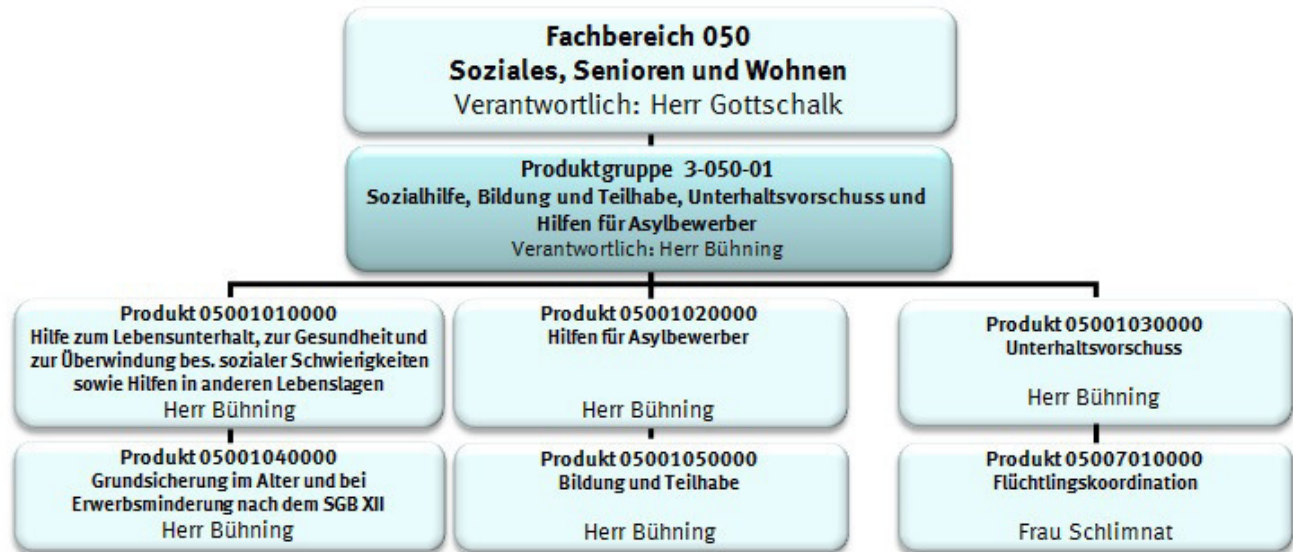 Fachbereich 050
Soziales, Senioren und Wohnen
Verantwortlich: Herr Gottschalk
Produktgruppe 3-050-01
Sozialhilfe, Bildung und Teilhabe, Unterhaltsvorschuss und
Hilfen für Asylbewerber
Verantwortlich: Herr Bühning
Produkt 05001010000
Hilfe zum Lebensunterhalt, zur Gesundheit und
zur Überwindung bes. sozialer Schwierigkeiten
sowie Hilfen in anderen Lebenslagen
Herr Bühning
Produkt 05001020000
Hilfen für Asylbewerber
Herr Bühning
Produkt 05001030000
Unterhaltsvorschuss
Herr Bühning
Produkt 05001040000
Grundsicherung im Alter und bei
Erwerbsminderung nach dem SGB XII
Herr Bühning
Produkt 05001050000
Bildung und Teilhabe
Herr Bühning
Produkt 05007010000
Flüchtlingskoordination
Frau Schlimnat